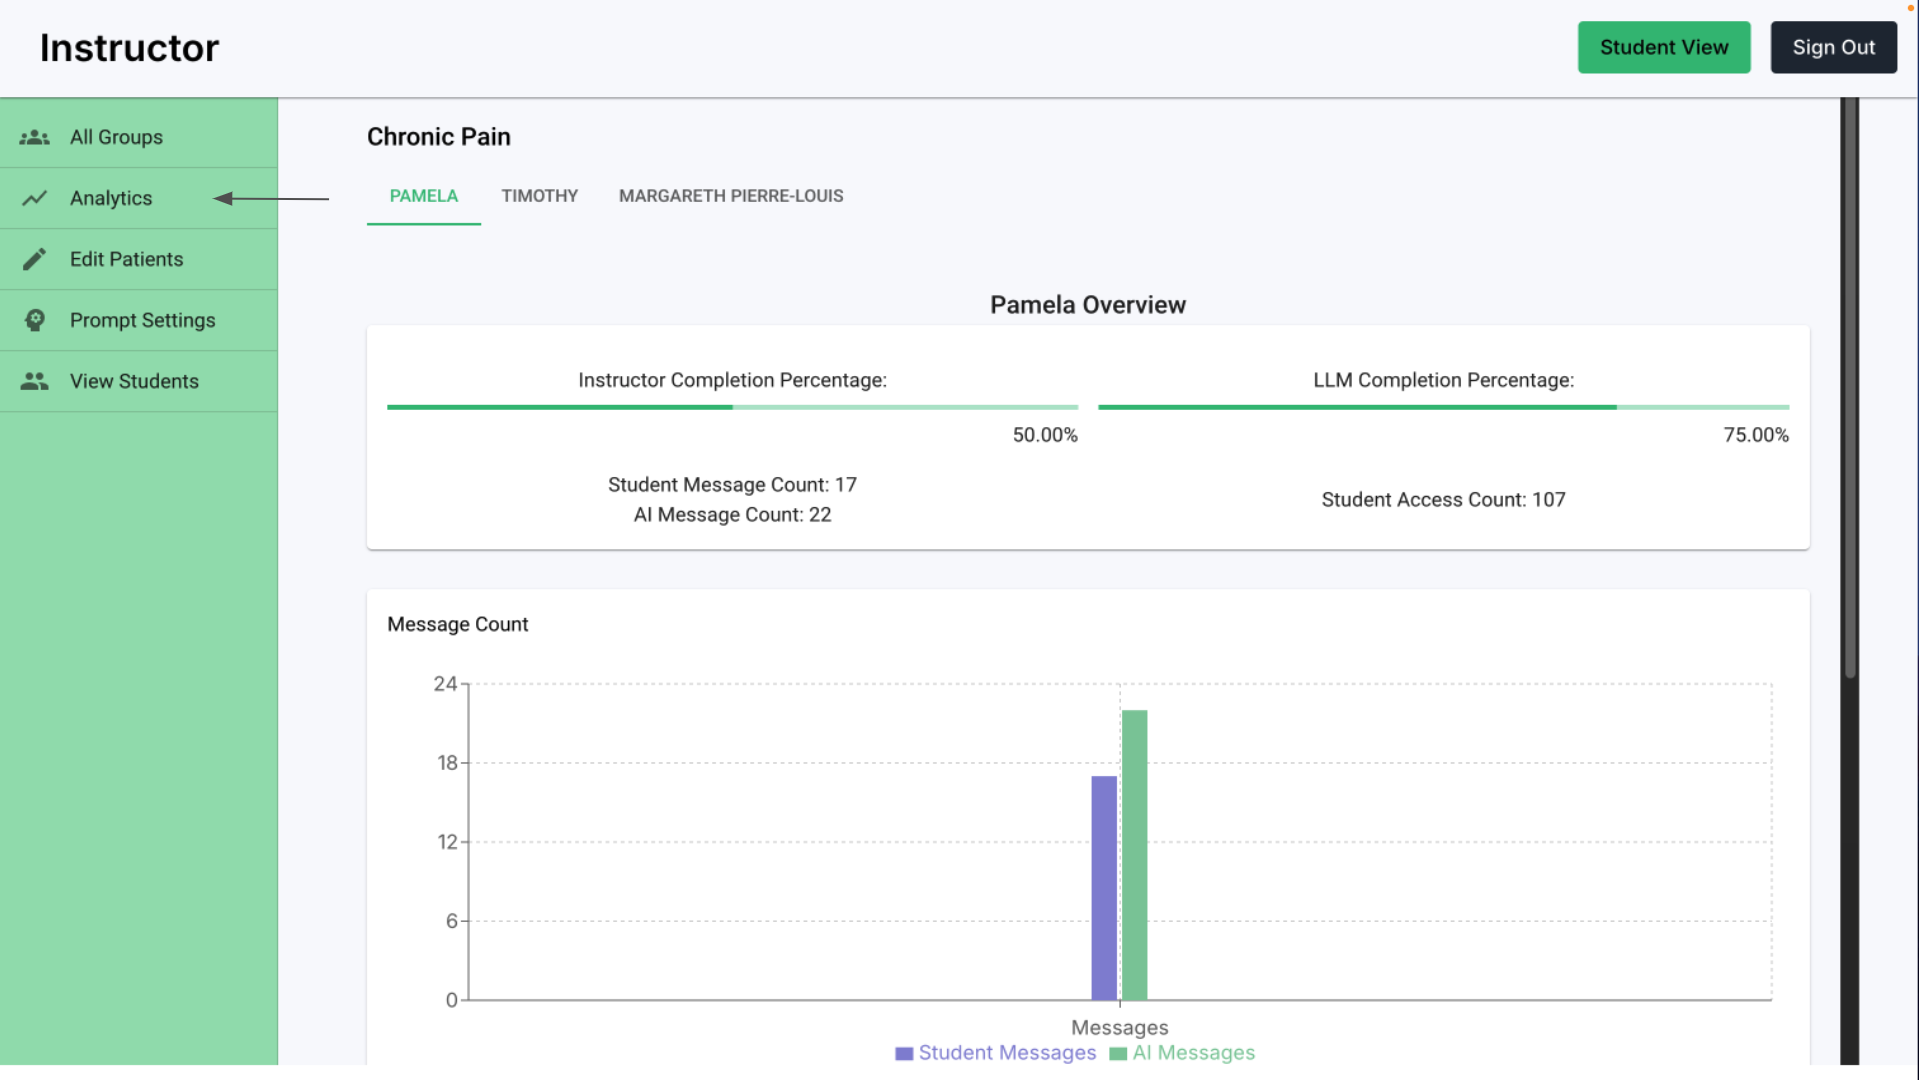 Instructor
Student View
Sign Out
All Groups
Analytics
Edit Patients
Prompt Settings
View Students
Chronic Pain
PAMELA
TIMOTHY
MARGARETH PIERRE-LOUIS
Pamela Overview
Instructor Completion Percentage:
50.00%
LLM Completion Percentage:
75.00%
Student Message Count: 17
AI Message Count: 22
Student Access Count: 107
Message Count
24
18
12
6
0
Messages
Student Messages
AI Messages